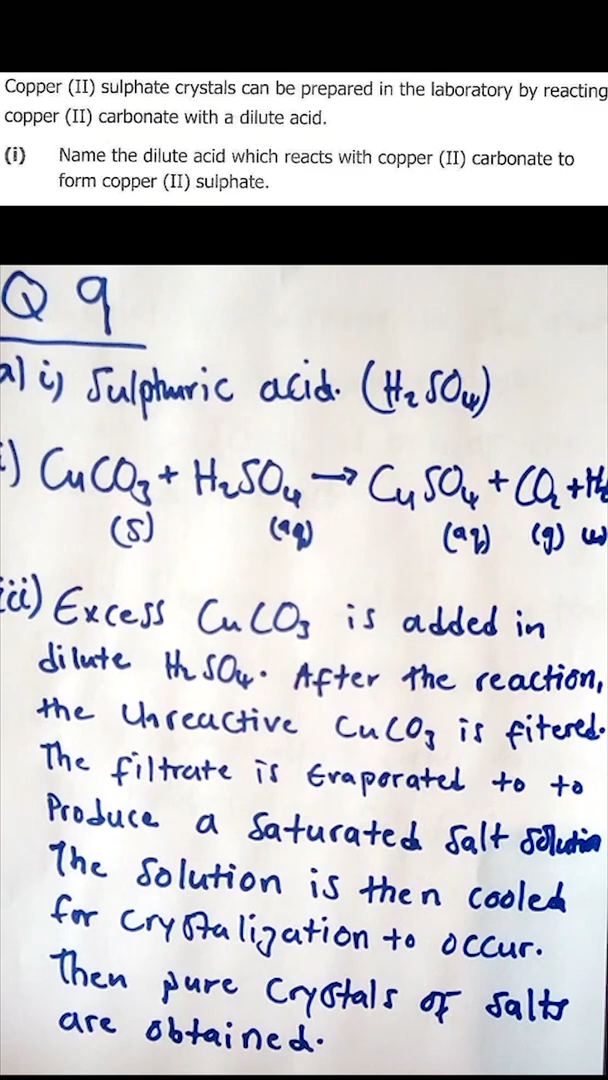 Copper (II) sulphate crystals can be prepared in the laboratory by reacting
copper (II) carbonate with a dilute acid.
(i) Name the dilute acid which reacts with copper (II) carbonate to
form copper (II) sulphate.
Q 9
a) i) Sulphuric acid. (H₂SO₄)
i) CuCO₃ + H₂SO₄ → CuSO₄ + CO₂ + H₂
(s) (aq) (aq) (g) (l)
iii) Excess CuCO₃ is added in
dilute H₂SO₄. After the reaction,
the unreactive CuCO₃ is fitered.
The filtrate is Evaporated to to
Produce a saturated salt solution
The solution is then cooled
for crystalization to occur.
Then pure crystals of salts
are obtained.